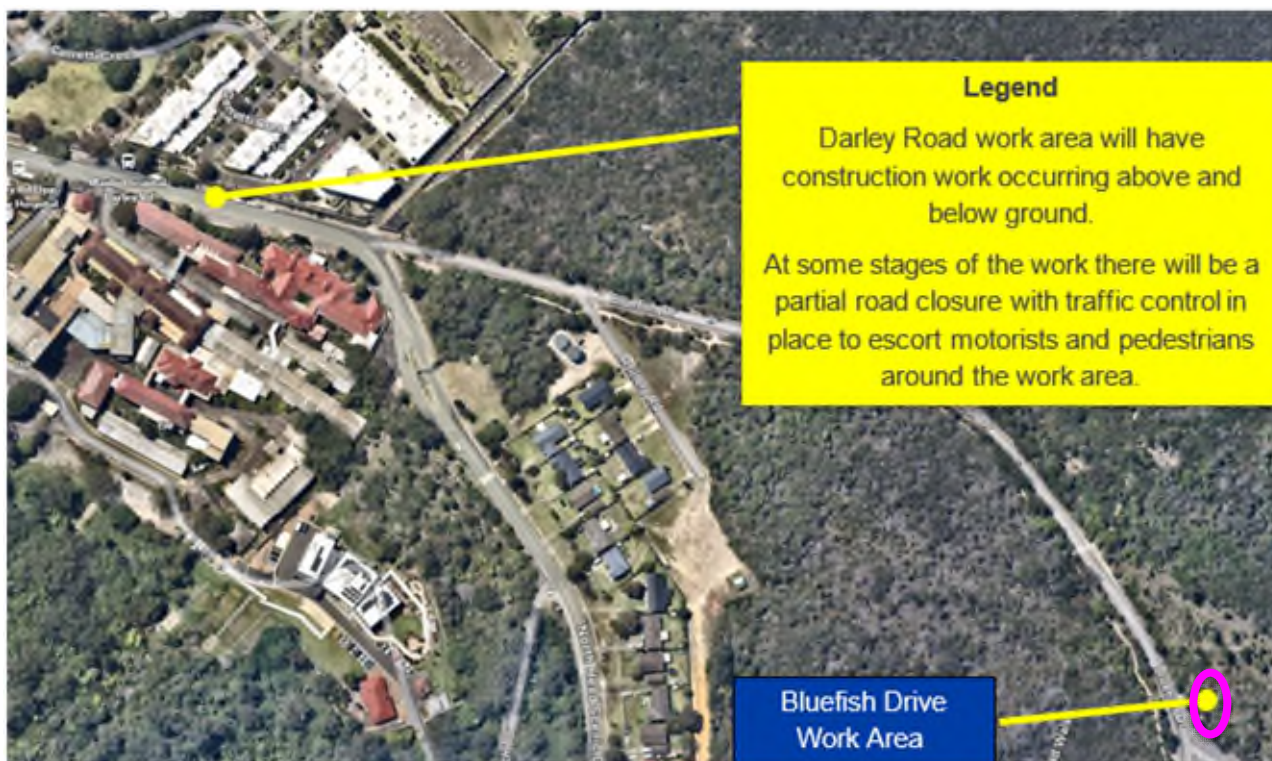 Legend
Darley Road work area will have
construction work occurring above and
below ground.
At some stages of the work there will be a
partial road closure with traffic control in
place to escort motorists and pedestrians
around the work area.
Bluefish Drive
Work Area